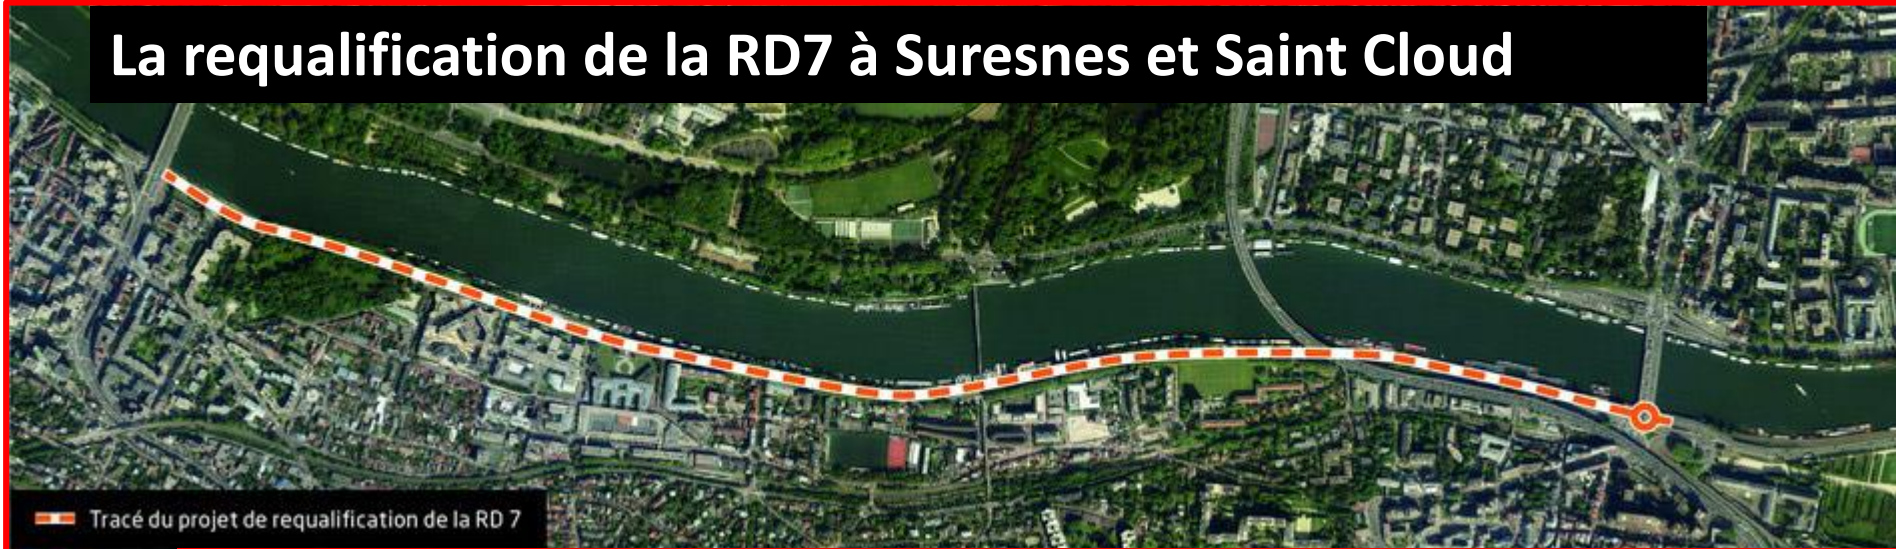 La requalification de la RD7 à Suresnes et Saint Cloud
Tracé du projet de requalification de la RD 7